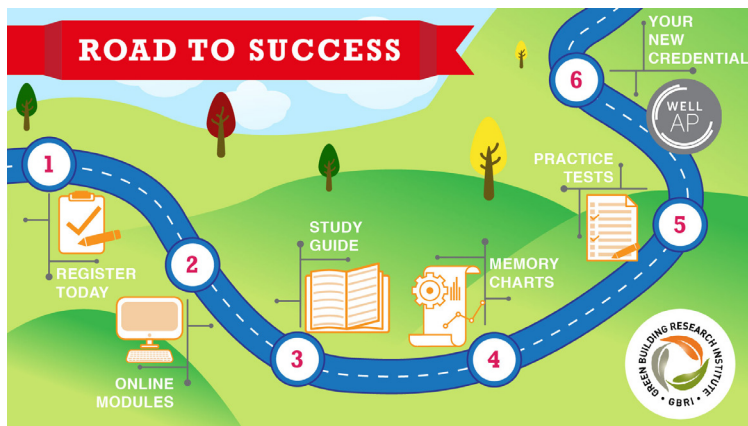 ROAD TO SUCCESS
1
REGISTER
TODAY
2
ONLINE
MODULES
3
STUDY
GUIDE
4
MEMORY
CHARTS
5
PRACTICE
TESTS
6
YOUR
NEW
CREDENTIAL
WELL
AP
GREEN BUILDING RESEARCH INSTITUTE
• GBRI •